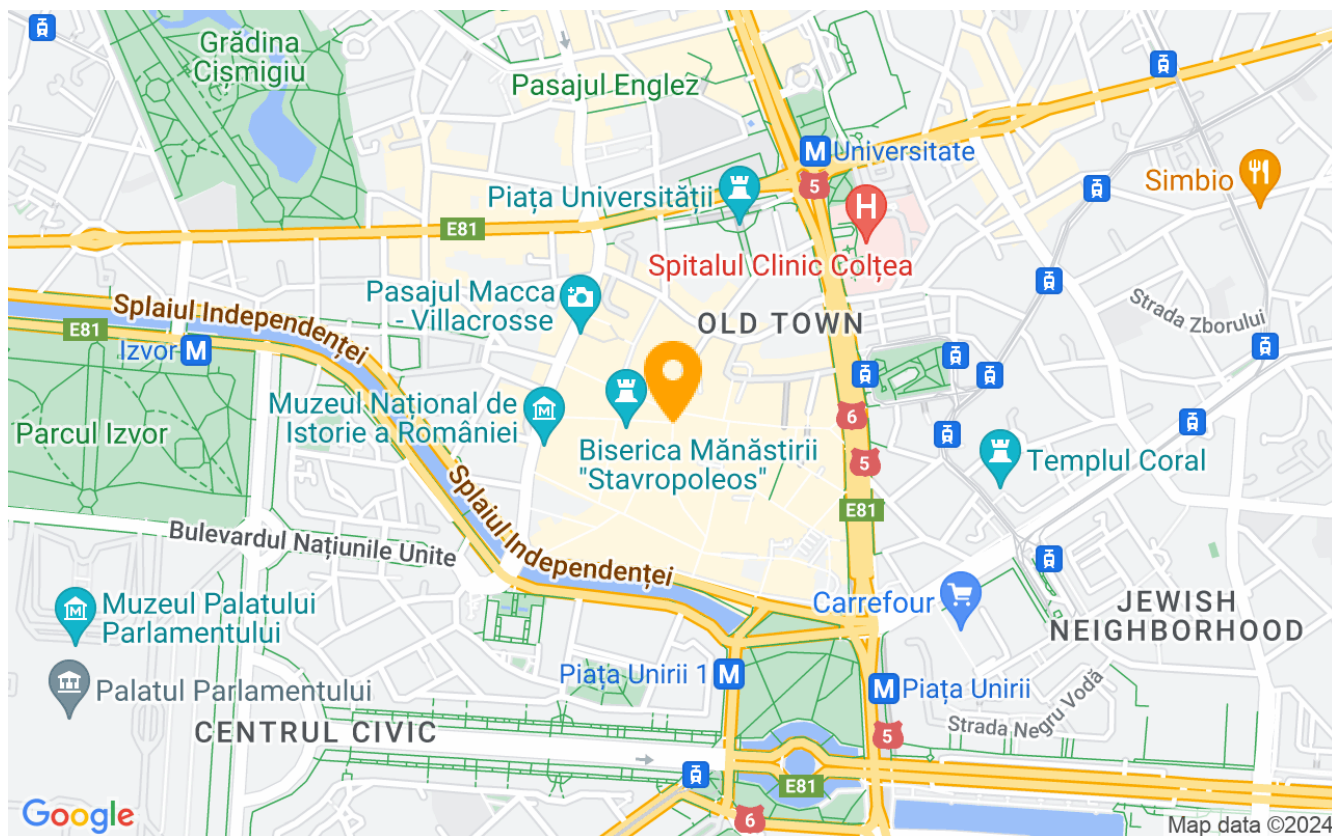 Grădina
Cișmigiu
Pasajul Englez
M Universitate
5
Simbio
Piața Universității
H
E81
Spitalul Clinic Colțea
Pasajul Macca
- Villacrosse
OLD TOWN
Splaiul Independenței
Strada Zborului
E81
Izvor M
Muzeul Național de
Istorie a României
M
6
Parcul Izvor
Biserica Mănăstirii
"Stavropoleos"
5
Templul Coral
Splaiul Independenței
E81
Bulevardul Națiunile Unite
M
Muzeul Palatului
Parlamentului
Carrefour
JEWISH
NEIGHBORHOOD
Piața Unirii 1 M
M Piața Unirii
Palatul Parlamentului
Strada Negru Vodă
CENTRUL CIVIC
5
E81
6
Google
Map data ©2024